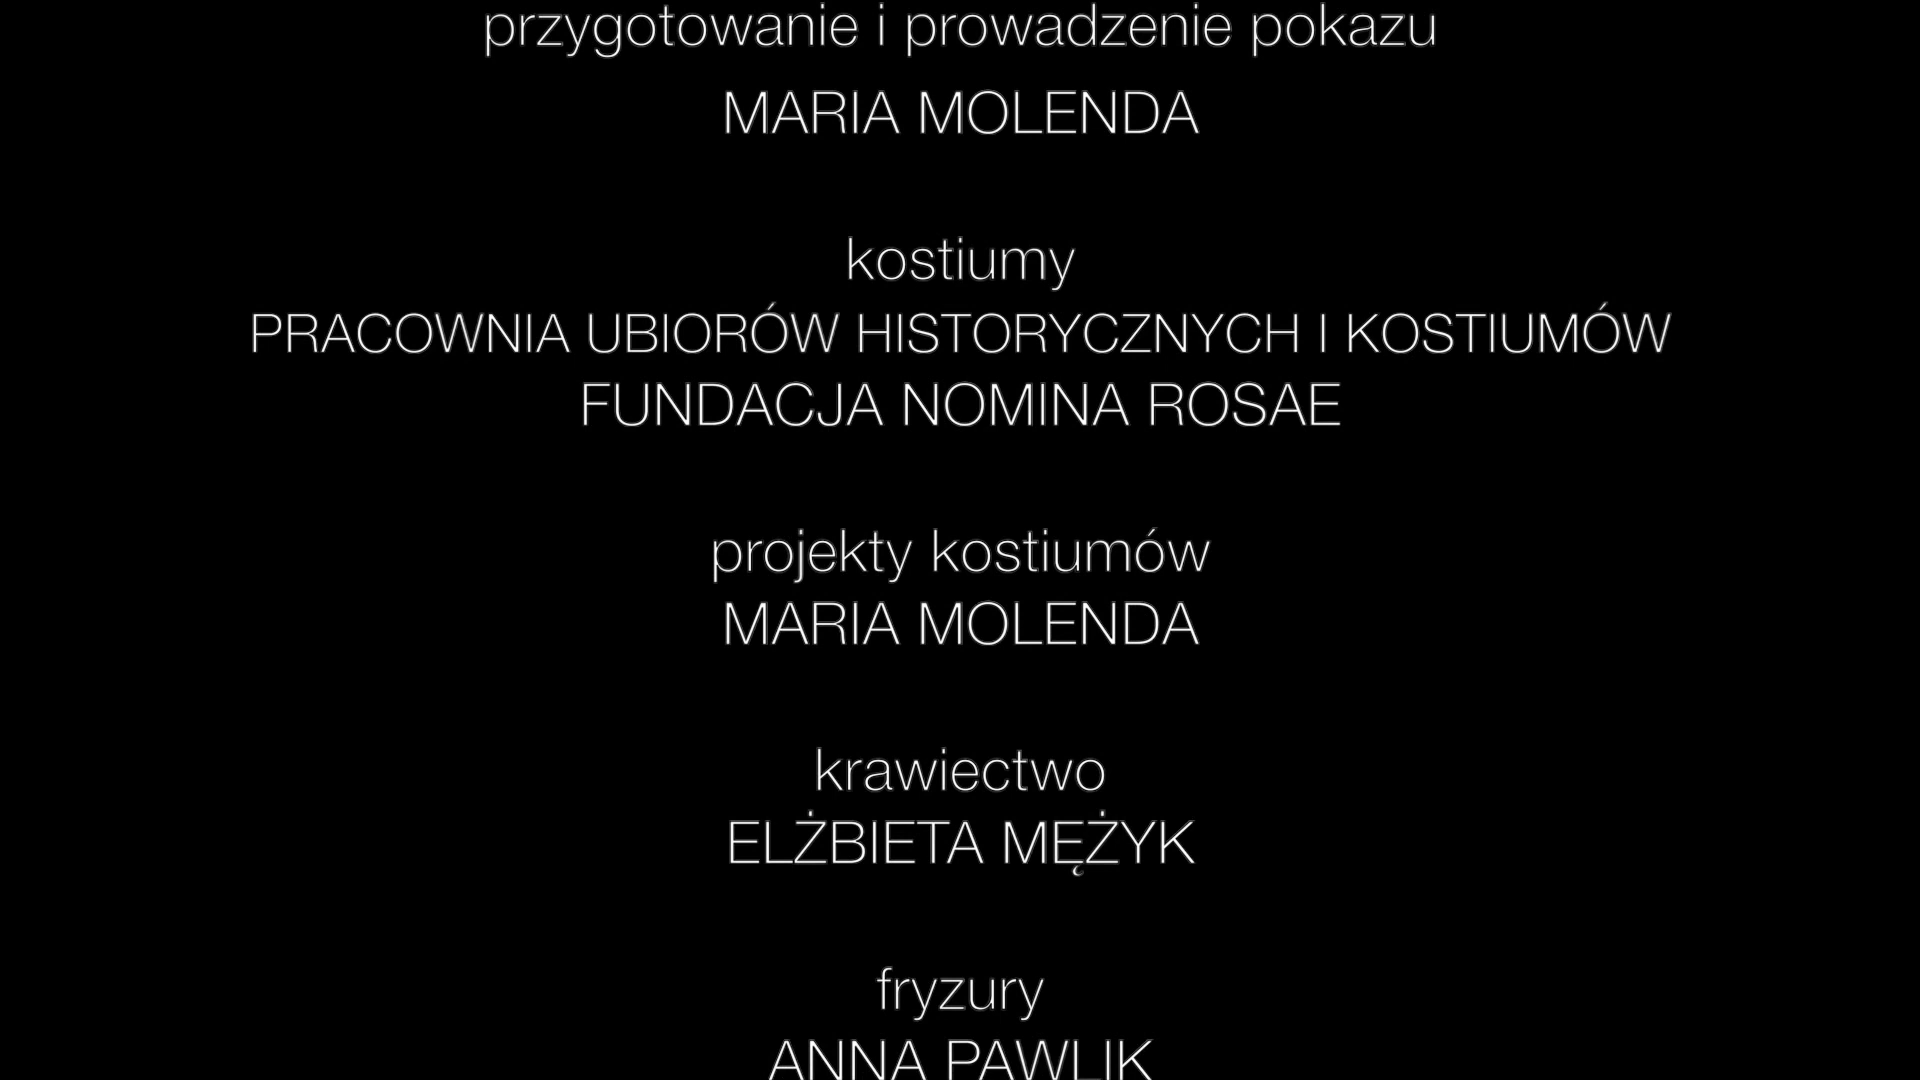 przygotowanie i prowadzenie pokazu
MARIA MOLENDA
kostiumy
PRACOWNIA UBIORÓW HISTORYCZNYCH I KOSTIUMÓW
FUNDACJA NOMINA ROSAE
projekty kostiumów
MARIA MOLENDA
krawiectwo
ELŻBIETA MĘŻYK
fryzury
ANNA PAWLIK